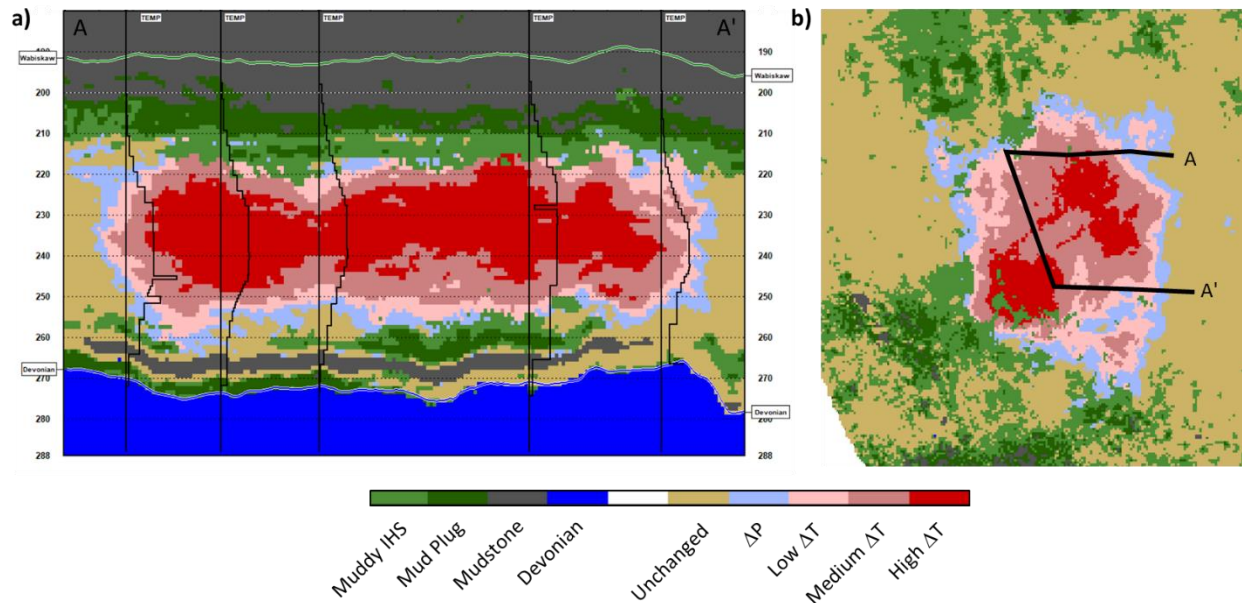 a)
A
A'
TEMP
TEMP
TEMP
TEMP
TEMP
Wabiskaw
190
Wabiskaw
200
200
210
210
220
220
230
230
240
240
250
250
260
260
Devonian
270
270
280
280
Devonian
288
288
b)
A
A'
Muddy IHS
Mud Plug
Mudstone
Devonian
Unchanged
ΔP
Low ΔT
Medium ΔT
High ΔT